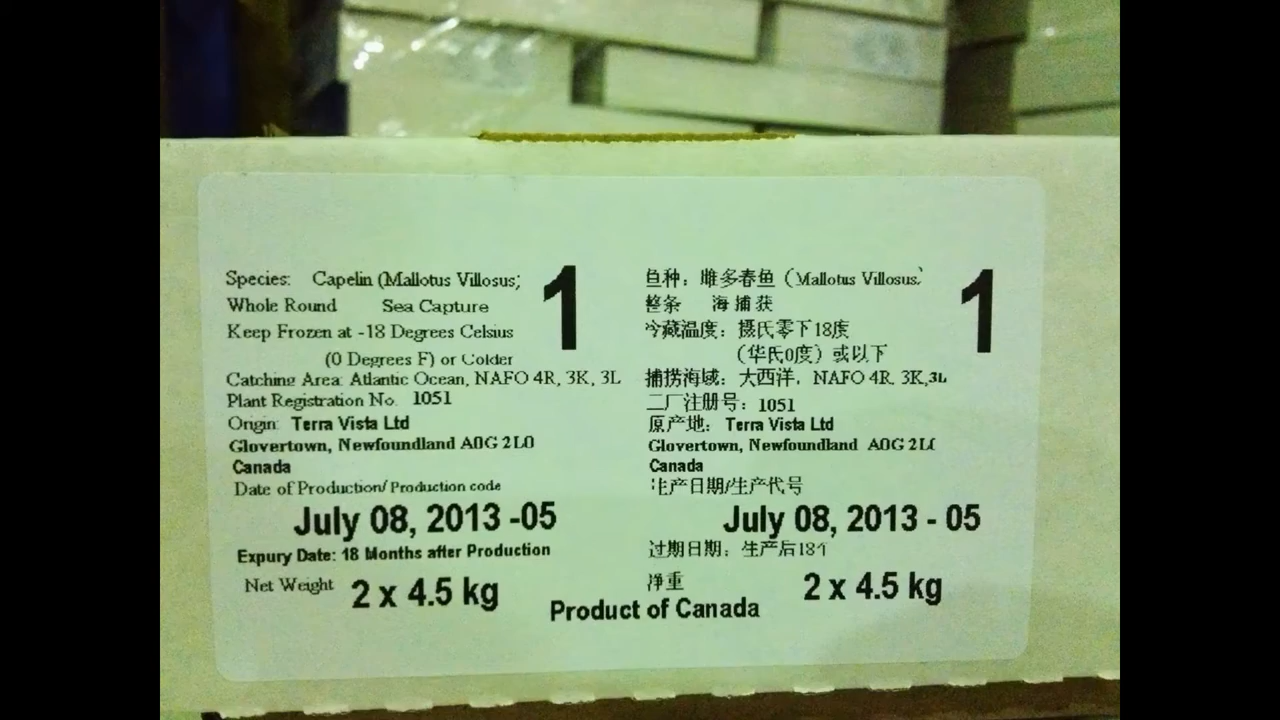 Species: Capelin (Mallotus Villosus;
Whole Round Sea Capture
Keep Frozen at -18 Degrees Celsius
(0 Degrees F) or Colder
1
Catching Area: Atlantic Ocean, NAFO 4R, 3K, 3L
Plant Registration No. 1051
Origin: Terra Vista Ltd
Glovertown, Newfoundland A0G 2L0
Canada
Date of Production/ Production code
July 08, 2013 -05
Expury Date: 18 Months after Production
Net Weight 2 x 4.5 kg
鱼种：雌多春鱼（Mallotus Villosus)
整条 海捕获
冷藏温度：摄氏零下18度
（华氏0度）或以下
1
捕捞海域：大西洋，NAFO 4R, 3K,3L
二厂注册号：1051
原产地：Terra Vista Ltd
Glovertown, Newfoundland A0G 2L0
Canada
生产日期/生产代号
July 08, 2013 - 05
过期日期：生产后18个
净重 2 x 4.5 kg
Product of Canada